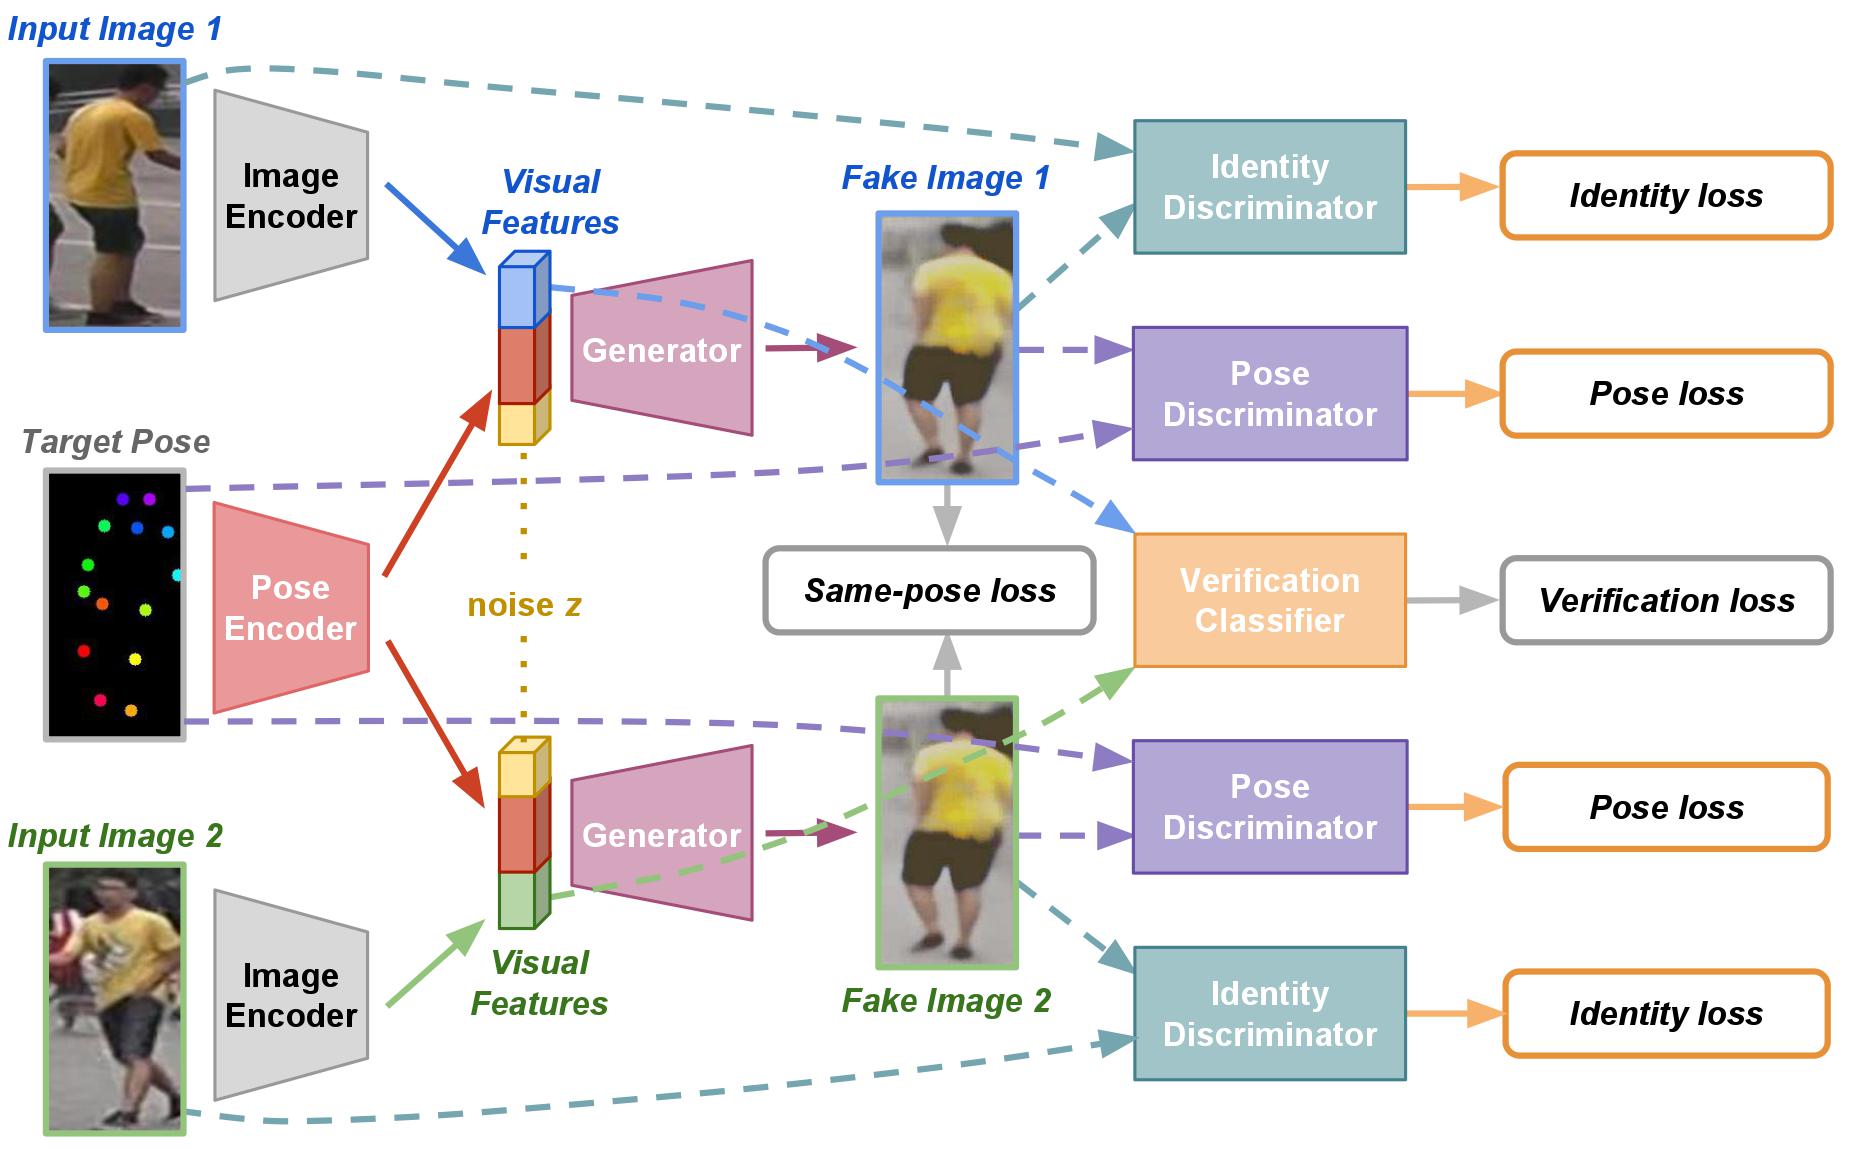 Input Image 1
Image
Encoder
Visual
Features
Generator
Fake Image 1
Identity
Discriminator
Identity loss
Pose
Discriminator
Pose loss
Target Pose
Pose
Encoder
noise z
Same-pose loss
Verification
Classifier
Verification loss
Input Image 2
Image
Encoder
Visual
Features
Generator
Fake Image 2
Pose
Discriminator
Pose loss
Identity
Discriminator
Identity loss